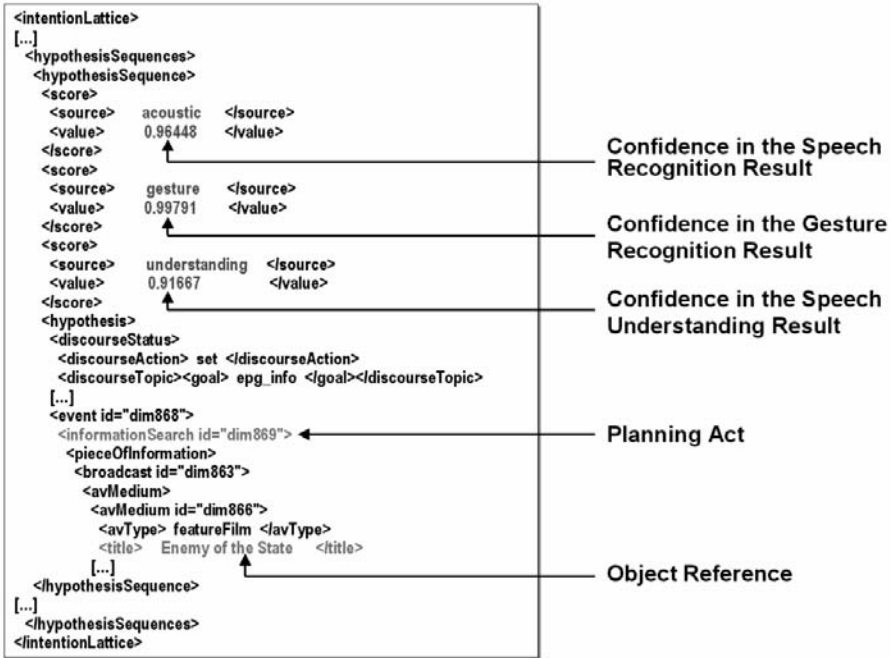 <intentionLattice>
[...]
<hypothesisSequences>
<hypothesisSequence>
<score>
<source> acoustic </source>
<value> 0.96448 </value>
</score>
<score>
<source> gesture </source>
<value> 0.99791 </value>
</score>
<score>
<source> understanding </source>
<value> 0.91667 </value>
</score>
<hypothesis>
<discourseStatus>
<discourseAction> set </discourseAction>
<discourseTopic><goal> epg_info </goal></discourseTopic>
[...]
<event id="dim868">
<informationSearch id="dim869">
<pieceOfInformation>
<broadcast id="dim863">
<avMedium>
<avMedium id="dim866">
<avType> featureFilm </avType>
<title> Enemy of the State </title>
[...]
</hypothesisSequence>
[...]
</hypothesisSequences>
</intentionLattice>
Confidence in the Speech
Recognition Result
Confidence in the Gesture
Recognition Result
Confidence in the Speech
Understanding Result
Planning Act
Object Reference